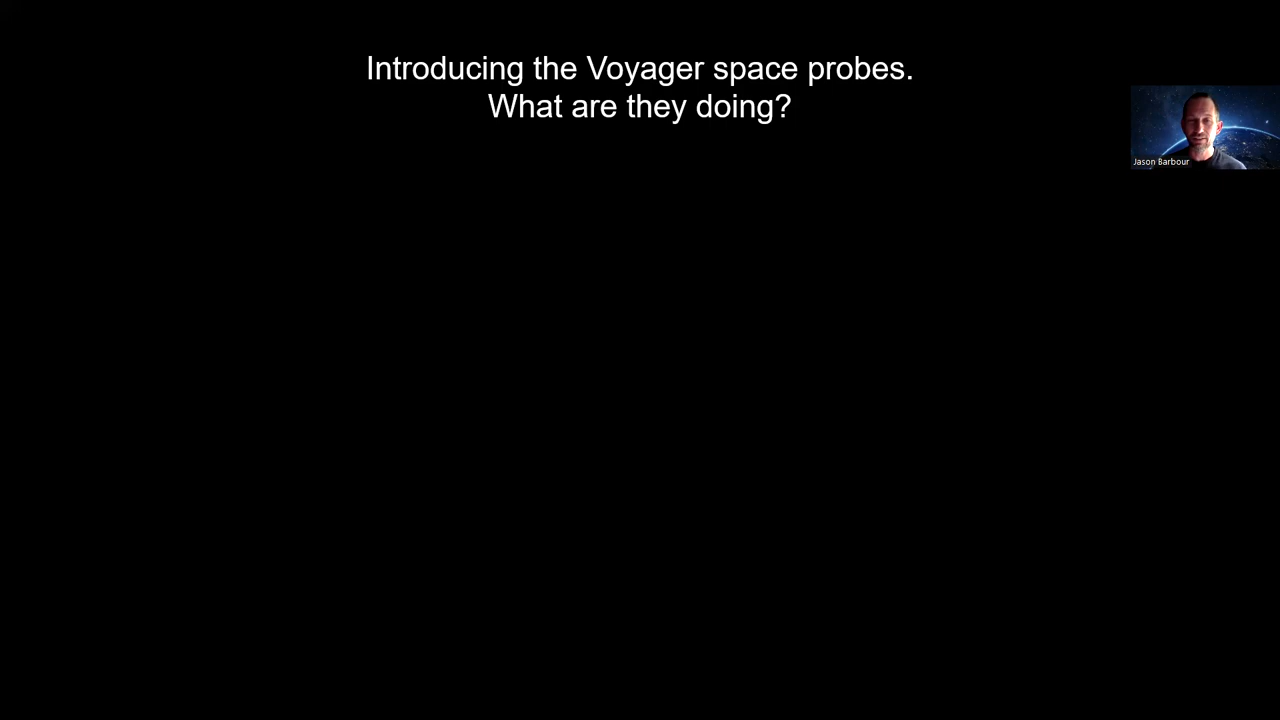 Introducing the Voyager space probes.
What are they doing?
Jason Barbour